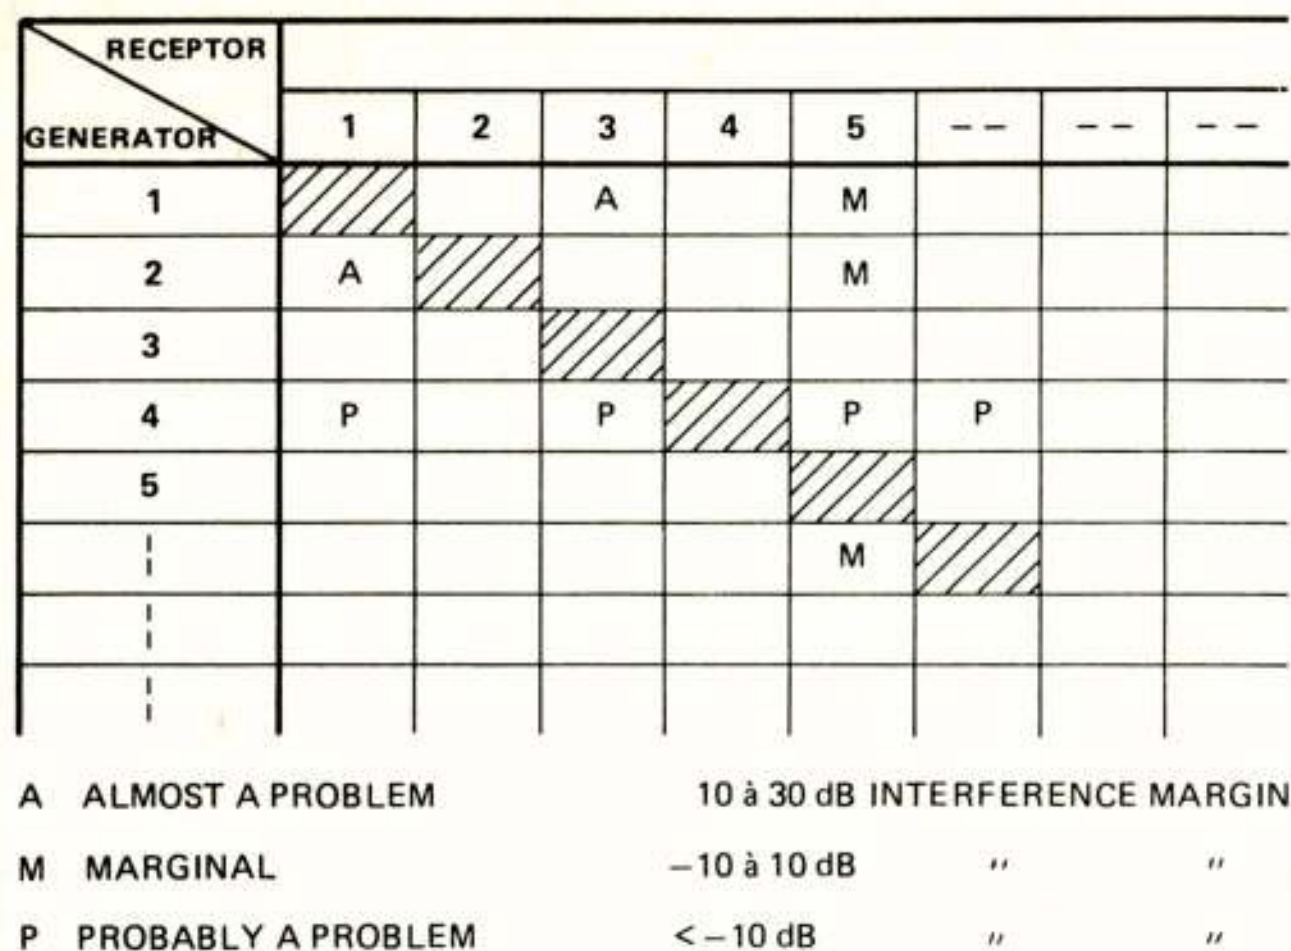 RECEPTOR
GENERATOR 1 2 3 4 5 -- -- --
1 A M
2 A M
3
4 P P P P
5
M
A ALMOST A PROBLEM 10 à 30 dB INTERFERENCE MARGIN
M MARGINAL −10 à 10 dB " "
P PROBABLY A PROBLEM <−10 dB " "